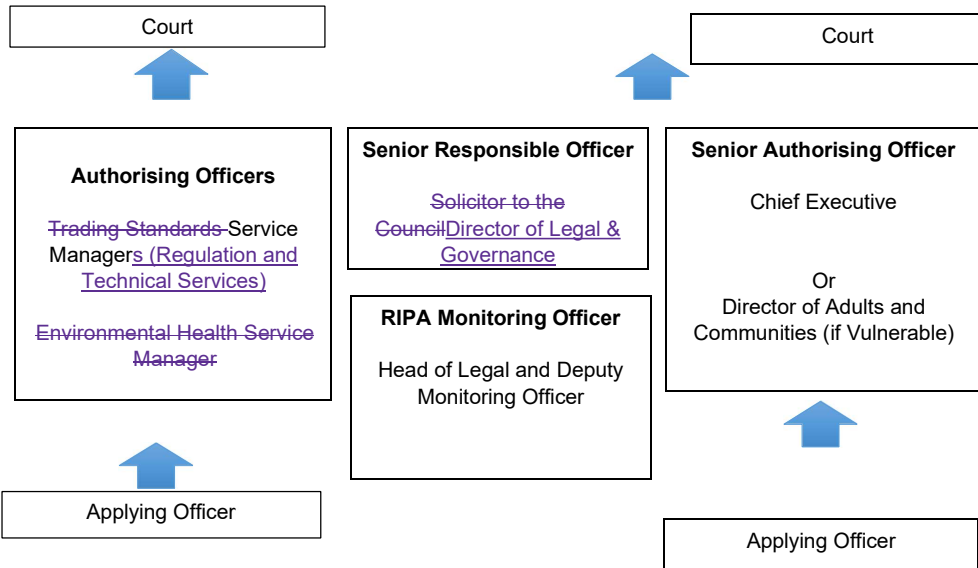 Court
Court
Authorising Officers
Trading Standards Service
Managers (Regulation and
Technical Services)
Environmental Health Service
Manager
Senior Responsible Officer
Solicitor to the
CouncilDirector of Legal &
Governance
RIPA Monitoring Officer
Head of Legal and Deputy
Monitoring Officer
Senior Authorising Officer
Chief Executive
Or
Director of Adults and
Communities (if Vulnerable)
Applying Officer
Applying Officer